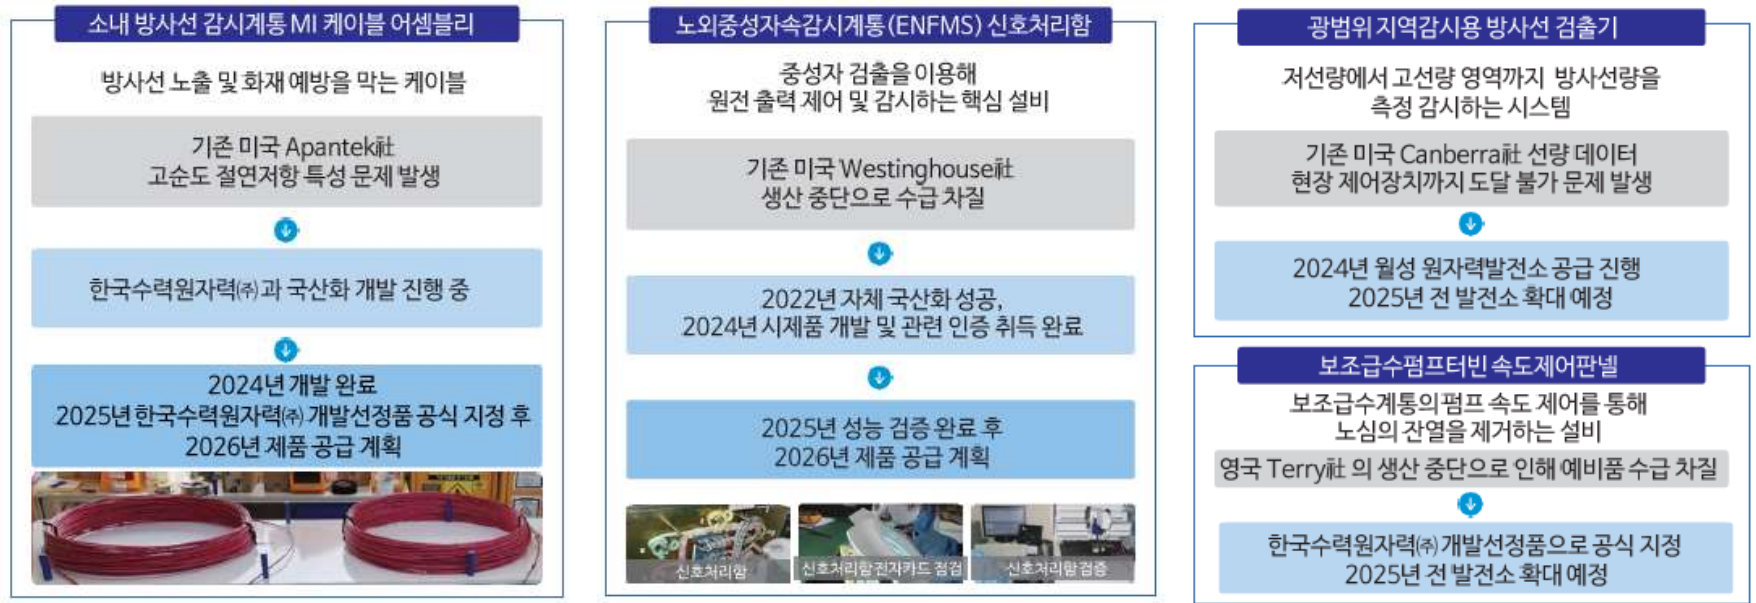 소내 방사선 감시계통 MI 케이블 어셈블리
방사선 노출 및 화재 예방을 막는 케이블
기존 미국 Apantek社
고순도 절연저항 특성 문제 발생
한국수력원자력㈜과 국산화 개발 진행 중
2024년 개발 완료
2025년 한국수력원자력㈜ 개발선정품 공식 지정 후
2026년 제품 공급 계획
노외중성자속감시계통(ENFMS) 신호처리함
중성자 검출을 이용해
원전 출력 제어 및 감시하는 핵심 설비
기존 미국 Westinghouse社
생산 중단으로 수급 차질
2022년 자체 국산화 성공,
2024년 시제품 개발 및 관련 인증 취득 완료
2025년 성능 검증 완료 후
2026년 제품 공급 계획
신호처리함
신호처리함 전자카드 점검
신호처리함 검증
광범위 지역감시용 방사선 검출기
저선량에서 고선량 영역까지 방사선량을
측정 감시하는 시스템
기존 미국 Canberra社 선량 데이터
현장 제어장치까지 도달 불가 문제 발생
2024년 월성 원자력발전소 공급 진행
2025년 전 발전소 확대 예정
보조급수펌프터빈 속도제어판넬
보조급수계통의 펌프 속도 제어를 통해
노심의 잔열을 제거하는 설비
영국 Terry社 의 생산 중단으로 인해 예비품 수급 차질
한국수력원자력㈜ 개발선정품으로 공식 지정
2025년 전 발전소 확대 예정